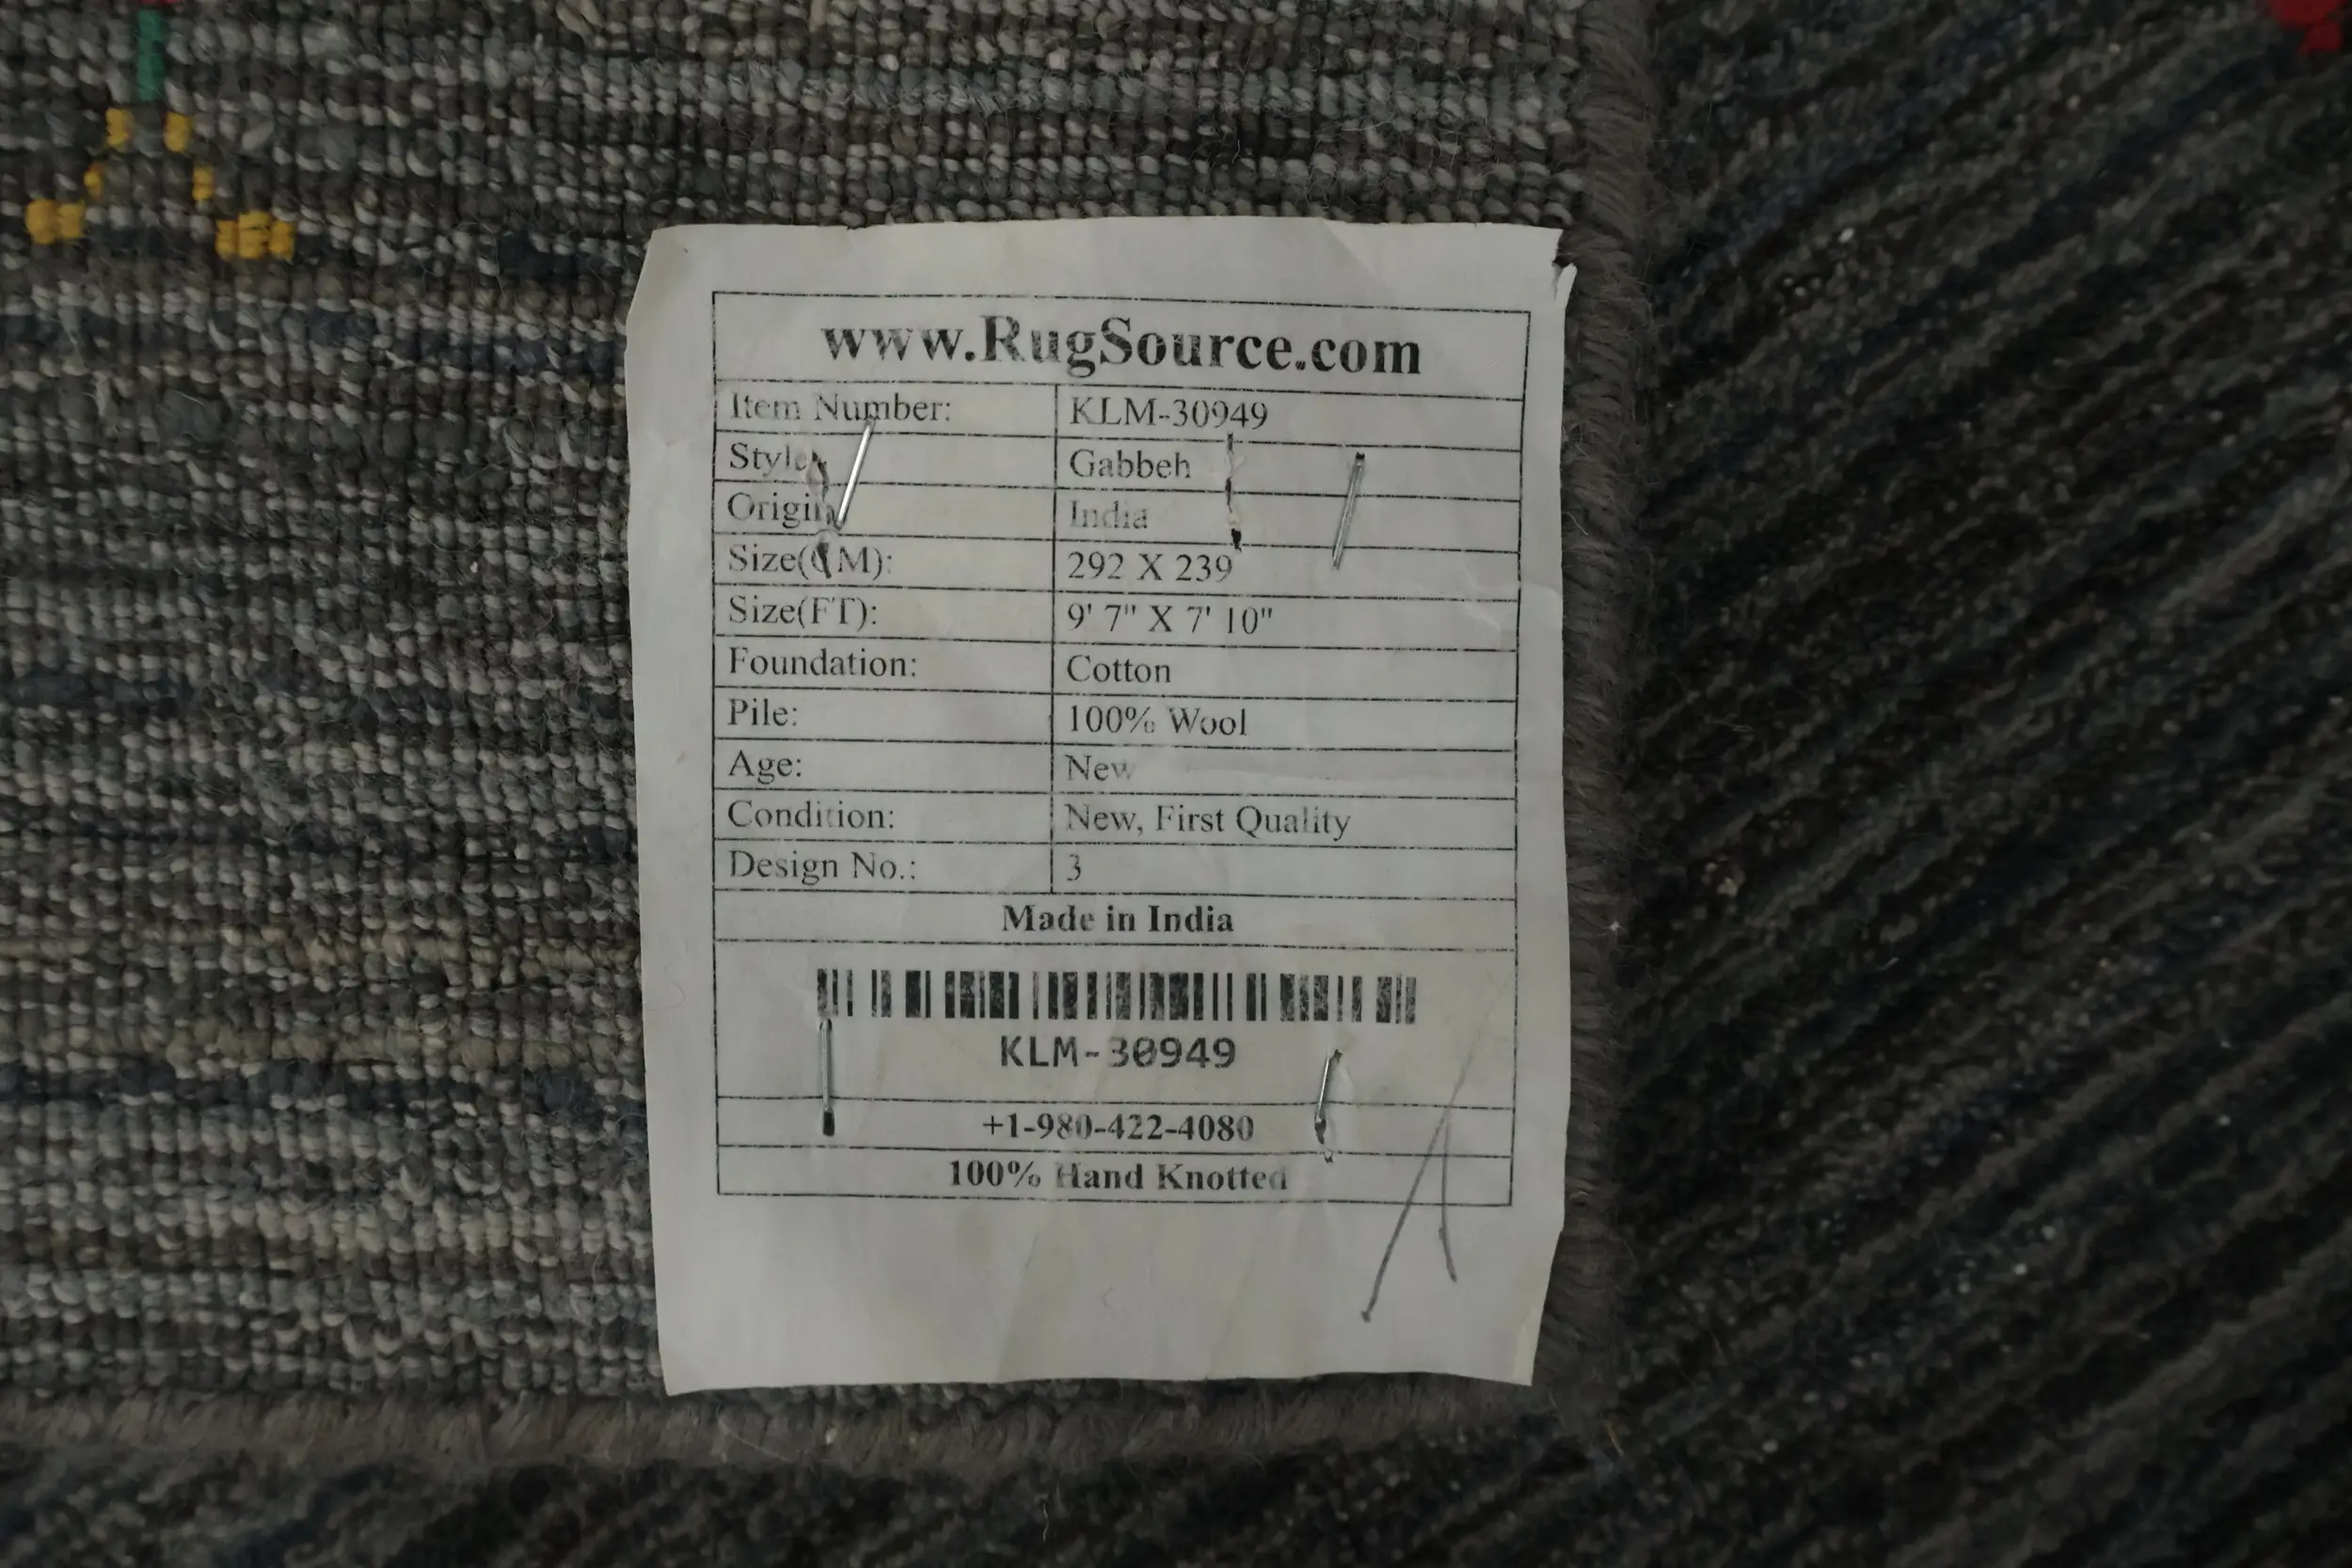 www.RugSource.com
Item Number: KLM-30949
Style Gabbeh
Origin India
Size(CM): 292 X 239
Size(FT): 9' 7" X 7' 10"
Foundation: Cotton
Pile: 100% Wool
Age: New
Condition: New, First Quality
Design No.: 3
Made in India
KLM-30949
+1-980-422-4080
100% Hand Knotted